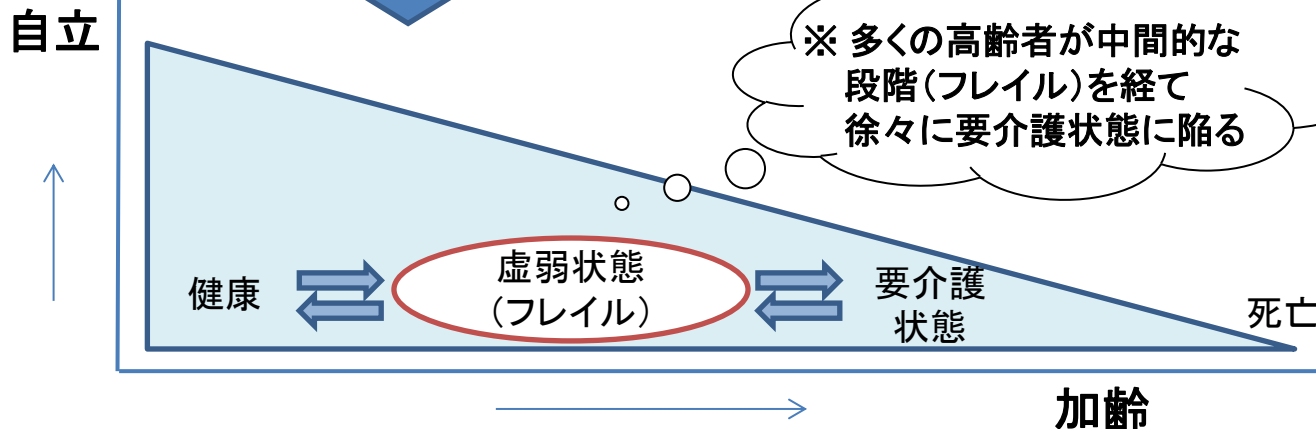 自立
※ 多くの高齢者が中間的な
段階（フレイル）を経て
徐々に要介護状態に陥る
健康
虚弱状態
（フレイル）
要介護
状態
死亡
加齢